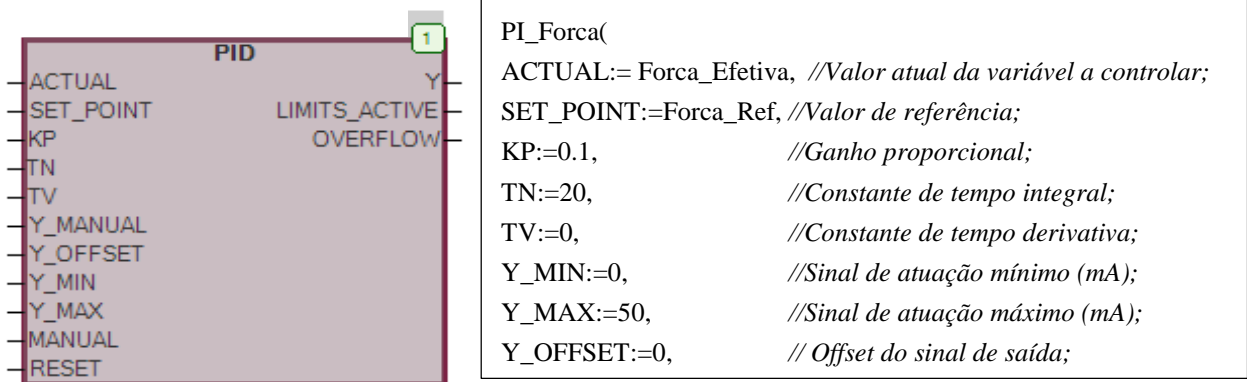 1
PID
ACTUAL Y
SET_POINT LIMITS_ACTIVE
KP OVERFLOW
TN
TV
Y_MANUAL
Y_OFFSET
Y_MIN
Y_MAX
MANUAL
RESET
PI_Forca(
ACTUAL:= Forca_Efetiva, //Valor atual da variável a controlar;
SET_POINT:=Forca_Ref, //Valor de referência;
KP:=0.1, //Ganho proporcional;
TN:=20, //Constante de tempo integral;
TV:=0, //Constante de tempo derivativa;
Y_MIN:=0, //Sinal de atuação mínimo (mA);
Y_MAX:=50, //Sinal de atuação máximo (mA);
Y_OFFSET:=0, // Offset do sinal de saída;